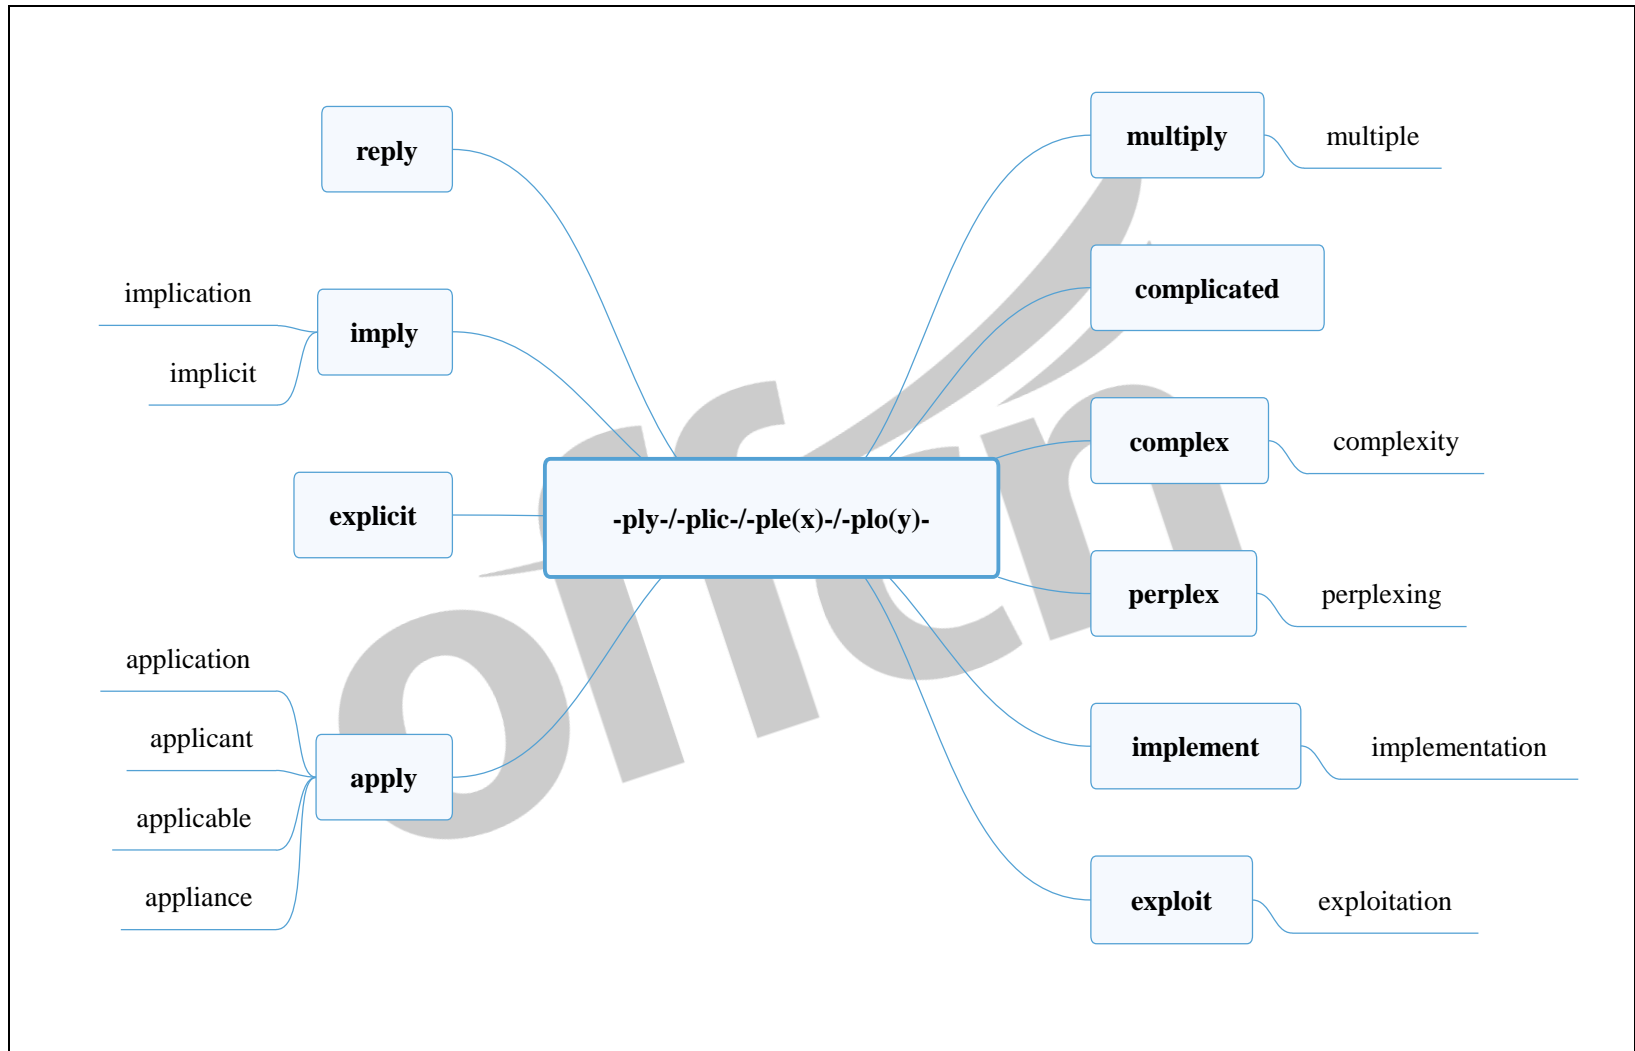 -ply-/-plic-/-ple(x)-/-plo(y)-
reply
imply
implication
implicit
explicit
apply
application
applicant
applicable
appliance
multiply
multiple
complicated
complex
complexity
perplex
perplexing
implement
implementation
exploit
exploitation
offcn